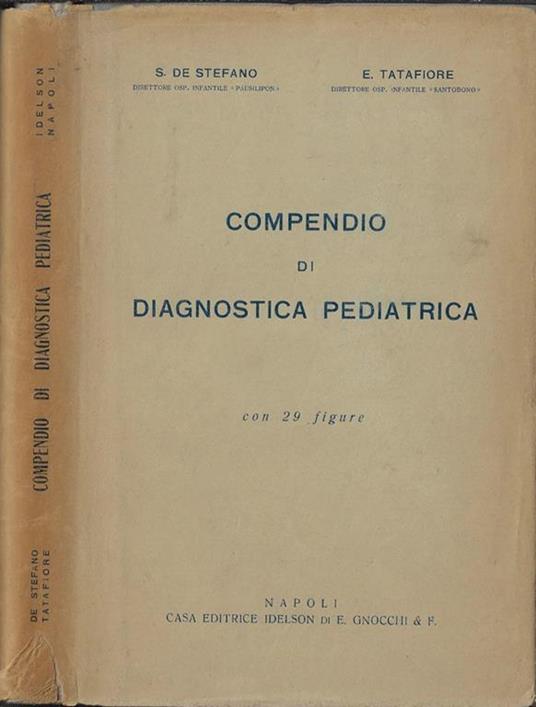 S. DE STEFANO
DIRETTORE OSP. INFANTILE «PAUSILIPON»
E. TATAFIORE
DIRETTORE OSP. INFANTILE «SANTOBONO»
COMPENDIO
DI
DIAGNOSTICA PEDIATRICA
con 29 figure
NAPOLI
CASA EDITRICE IDELSON DI E. GNOCCHI & F.
DE STEFANO
TATAFIORE
COMPENDIO DI DIAGNOSTICA PEDIATRICA
IDELSON
NAPOLI